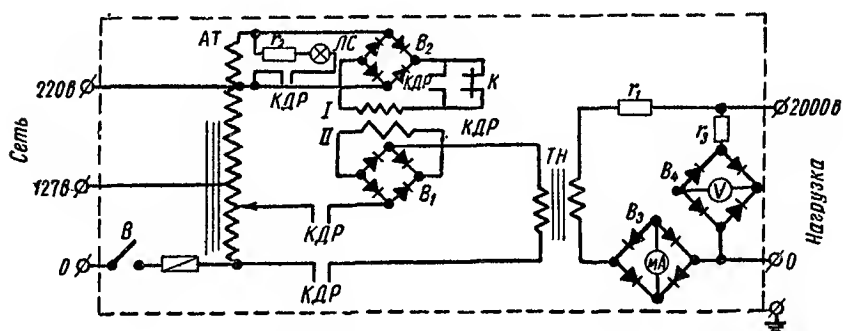 АТ
r₂
ЛС
B₂
220в
КДР
КДР
К
I
r₁
2000в
КДР
II
r₃
Сеть
ТН
B₄
V
127в
B₁
B₃
Нагрузка
В
КДР
мА
0
0
КДР